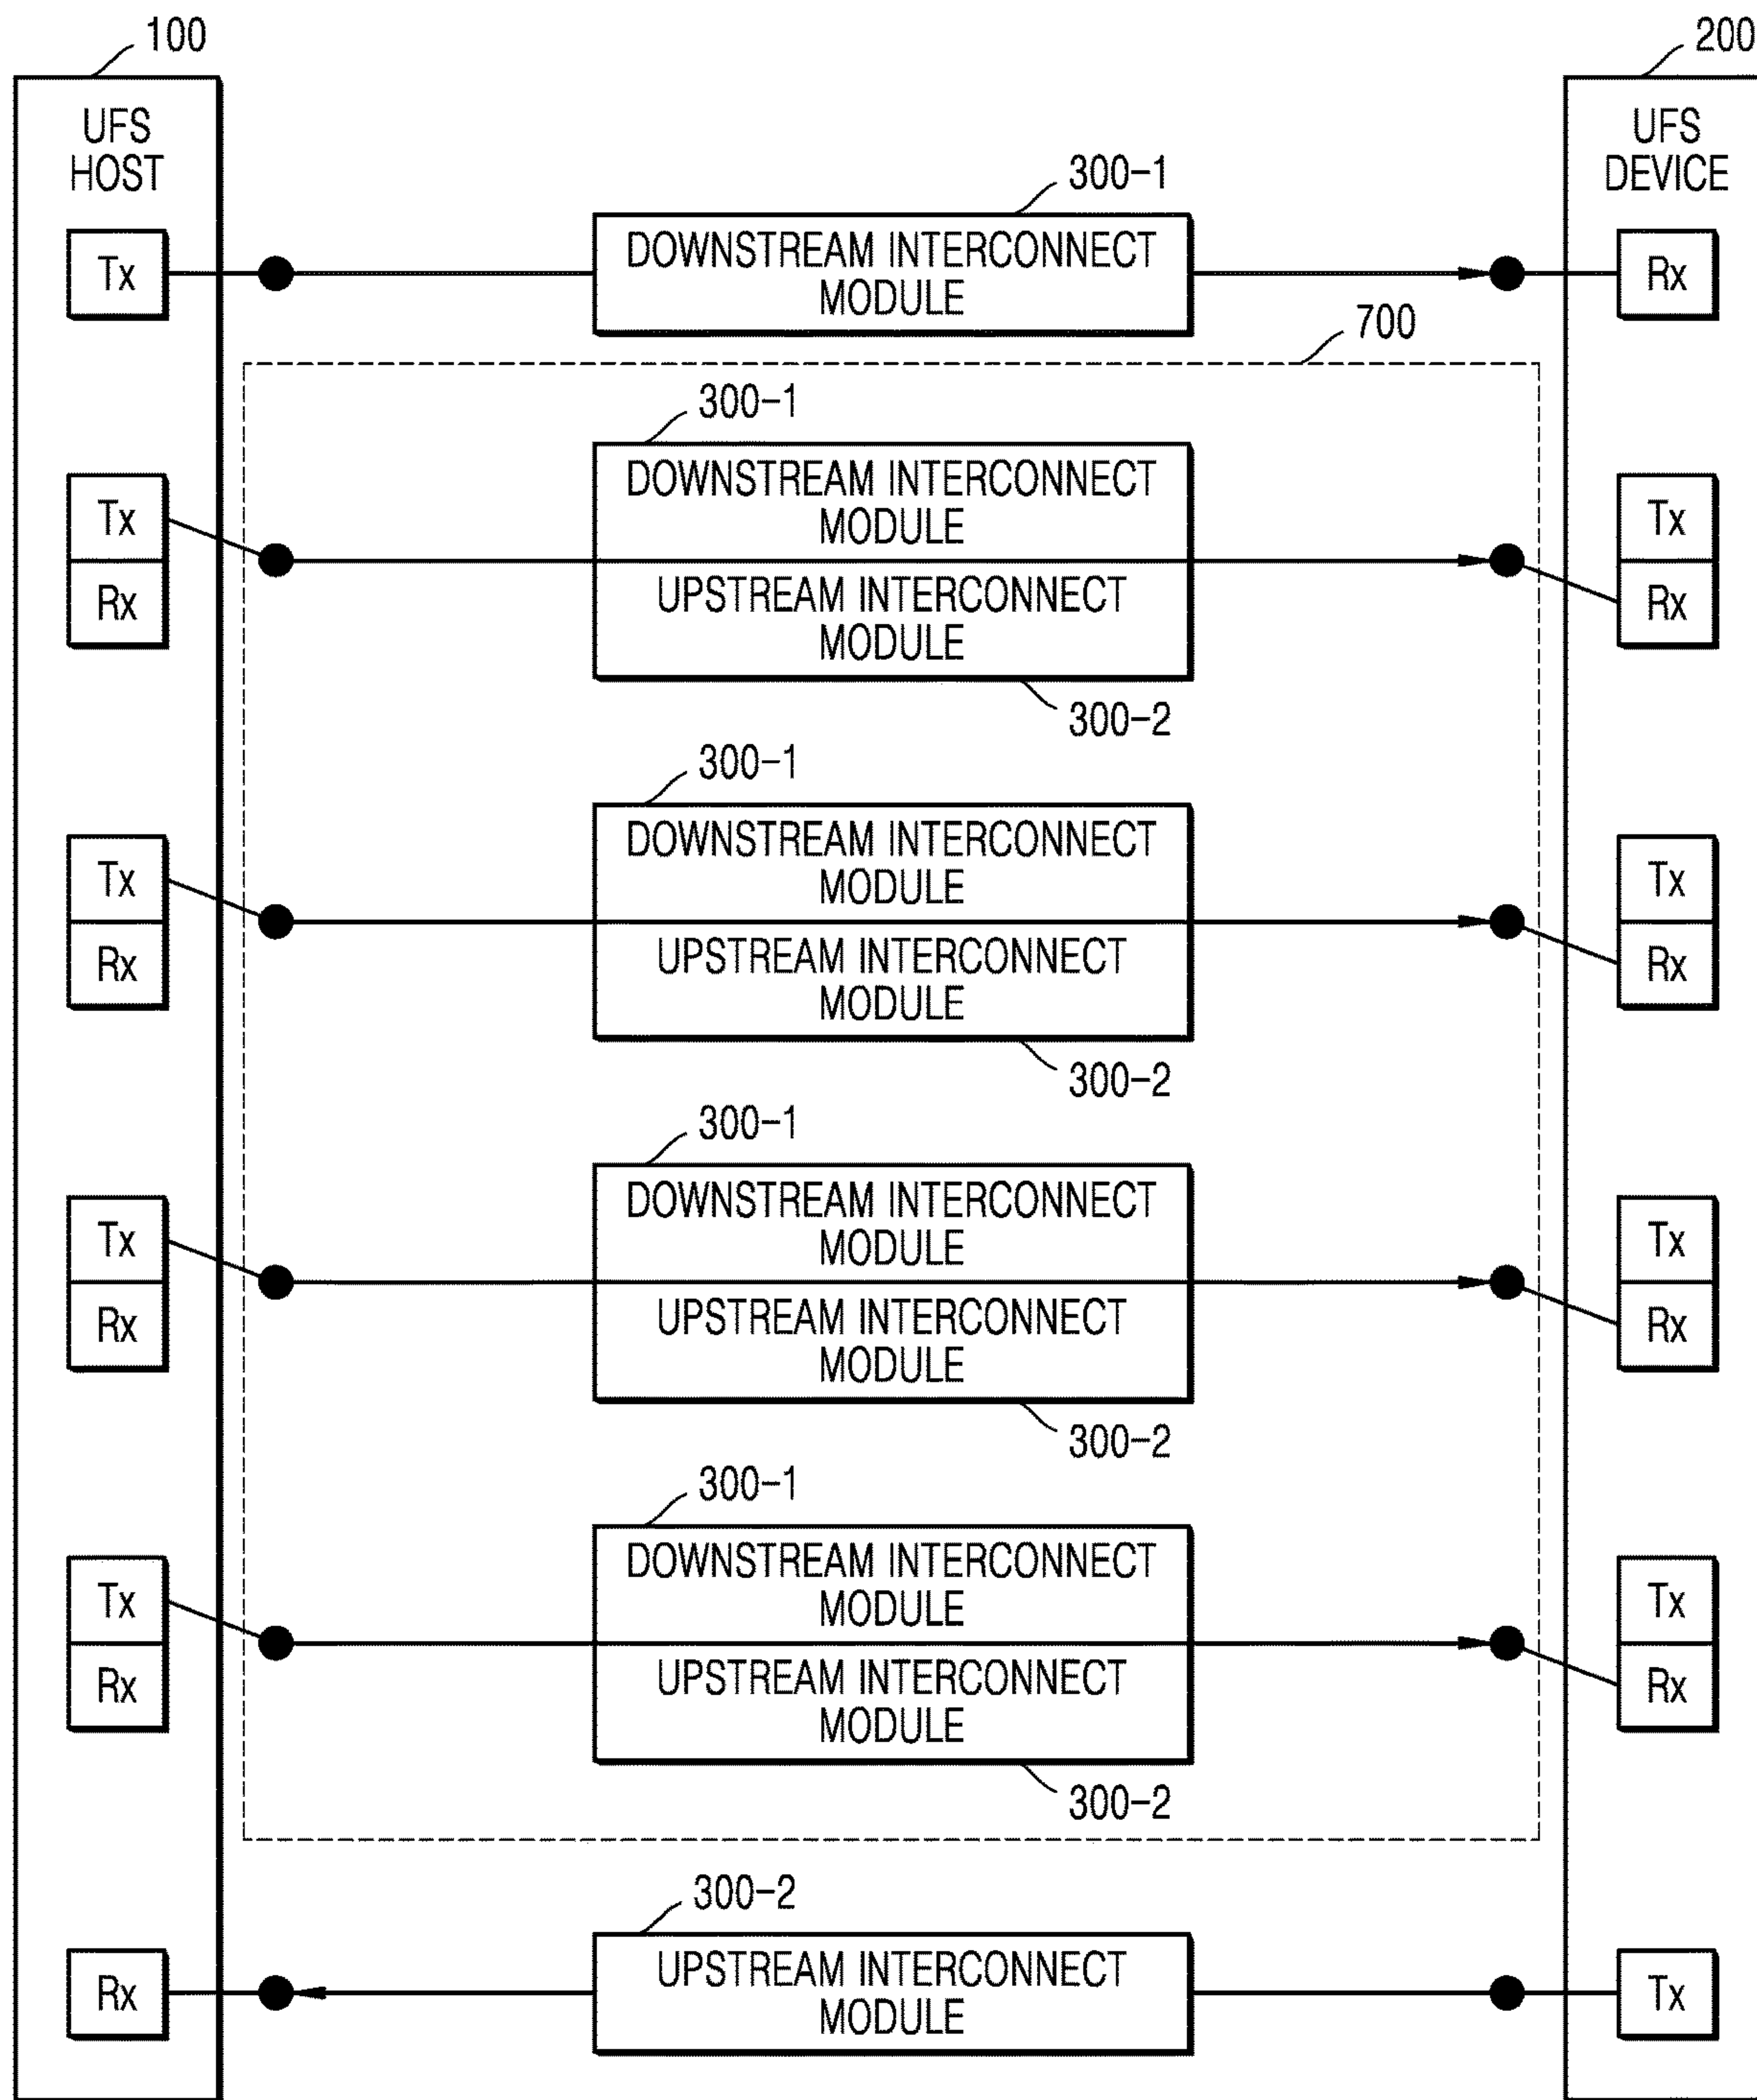 100
200
UFS
HOST
UFS
DEVICE
300-1
Tx
DOWNSTREAM INTERCONNECT
MODULE
Rx
700
300-1
Tx
Rx
DOWNSTREAM INTERCONNECT
MODULE
UPSTREAM INTERCONNECT
MODULE
Tx
Rx
300-2
300-1
Tx
Rx
DOWNSTREAM INTERCONNECT
MODULE
UPSTREAM INTERCONNECT
MODULE
Tx
Rx
300-2
300-1
Tx
Rx
DOWNSTREAM INTERCONNECT
MODULE
UPSTREAM INTERCONNECT
MODULE
Tx
Rx
300-2
300-1
Tx
Rx
DOWNSTREAM INTERCONNECT
MODULE
UPSTREAM INTERCONNECT
MODULE
Tx
Rx
300-2
300-2
Rx
UPSTREAM INTERCONNECT
MODULE
Tx